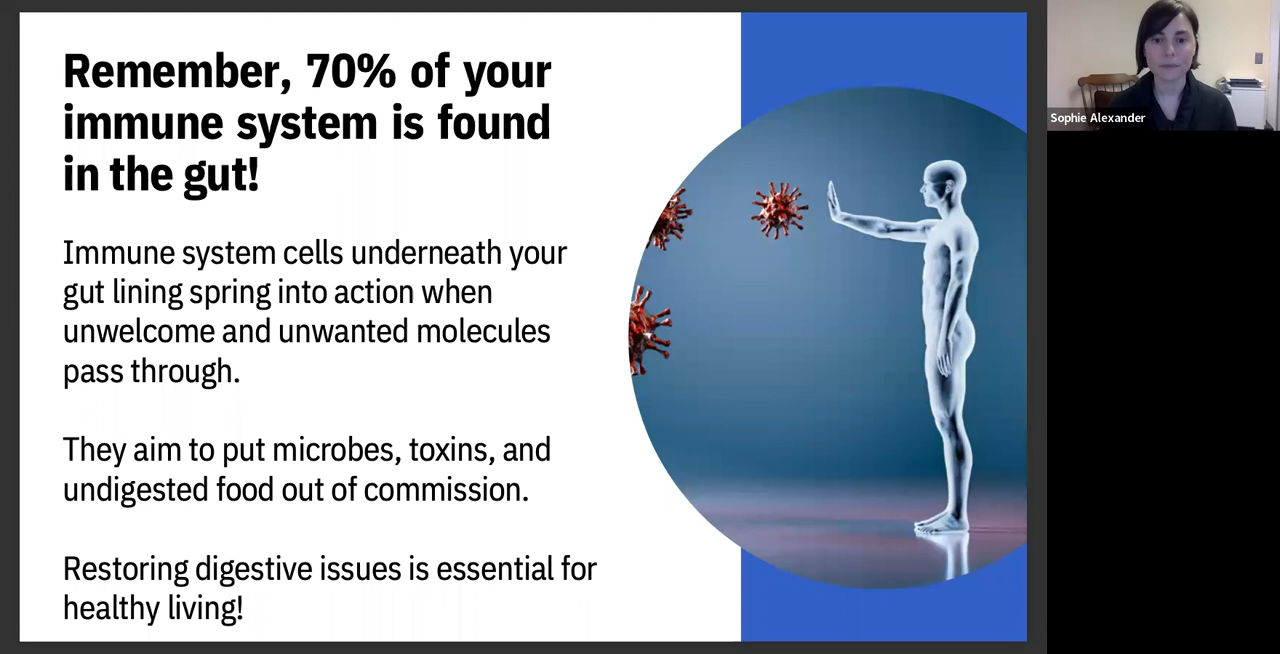 Remember, 70% of your
immune system is found
in the gut!
Immune system cells underneath your
gut lining spring into action when
unwelcome and unwanted molecules
pass through.
They aim to put microbes, toxins, and
undigested food out of commission.
Restoring digestive issues is essential for
healthy living!
Sophie Alexander